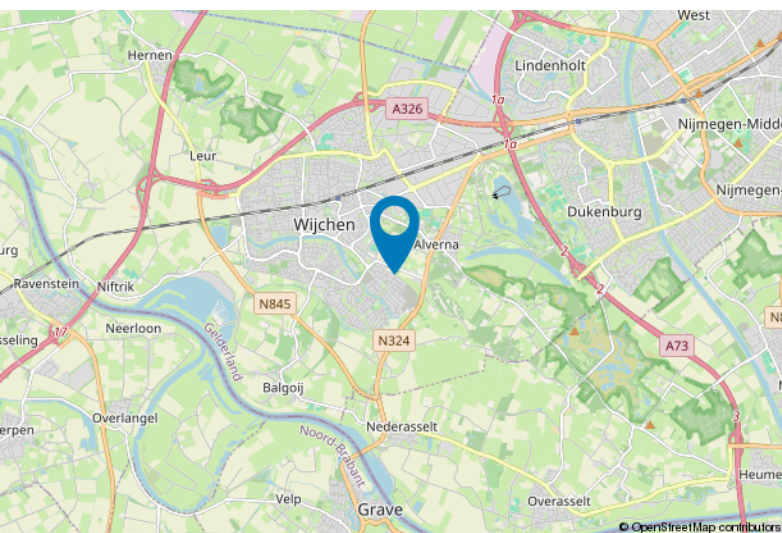 West
Hernen
Lindenholt
1a
A326
Nijmegen-Midde
1a
Leur
Nijmegen-
Dukenburg
Wijchen
Alverna
urg
2
Ravenstein
Niftrik
2
N845
N8
sseling
17
Neerloon
Gelderland
N324
A73
Balgoij
Overlangel
3
erpen
Nederasselt
Noord-Brabant
Heume
Velp
Overasselt
Grave
© OpenStreetMap contributors